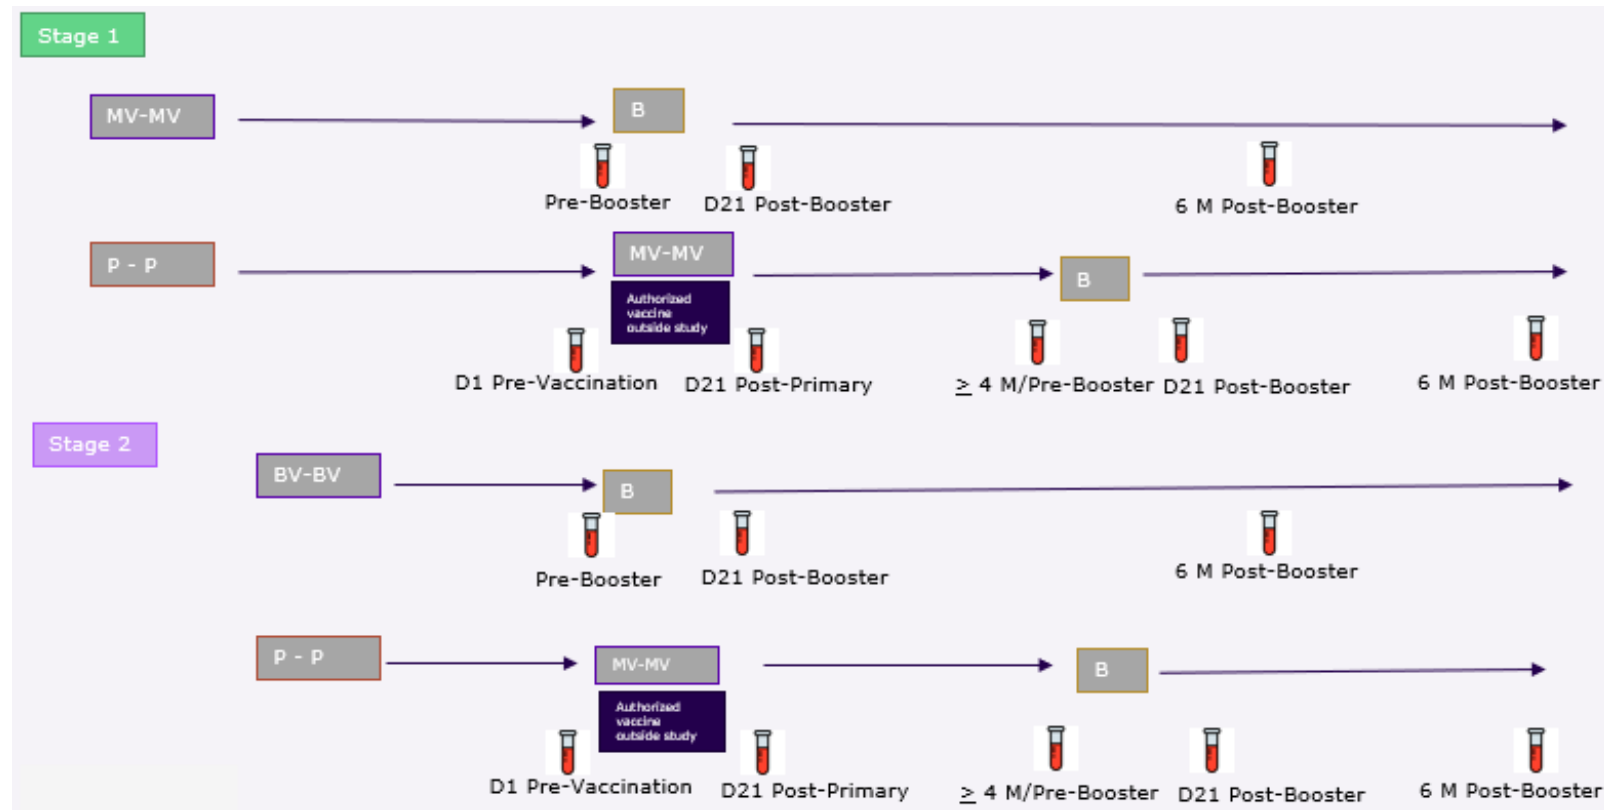 Stage 1
MV-MV
B
Pre-Booster
D21 Post-Booster
6 M Post-Booster
P - P
MV-MV
Authorized
vaccine
outside study
B
D1 Pre-Vaccination
D21 Post-Primary
≥ 4 M/Pre-Booster
D21 Post-Booster
6 M Post-Booster
Stage 2
BV-BV
B
Pre-Booster
D21 Post-Booster
6 M Post-Booster
P - P
MV-MV
Authorized
vaccine
outside study
B
D1 Pre-Vaccination
D21 Post-Primary
≥ 4 M/Pre-Booster
D21 Post-Booster
6 M Post-Booster